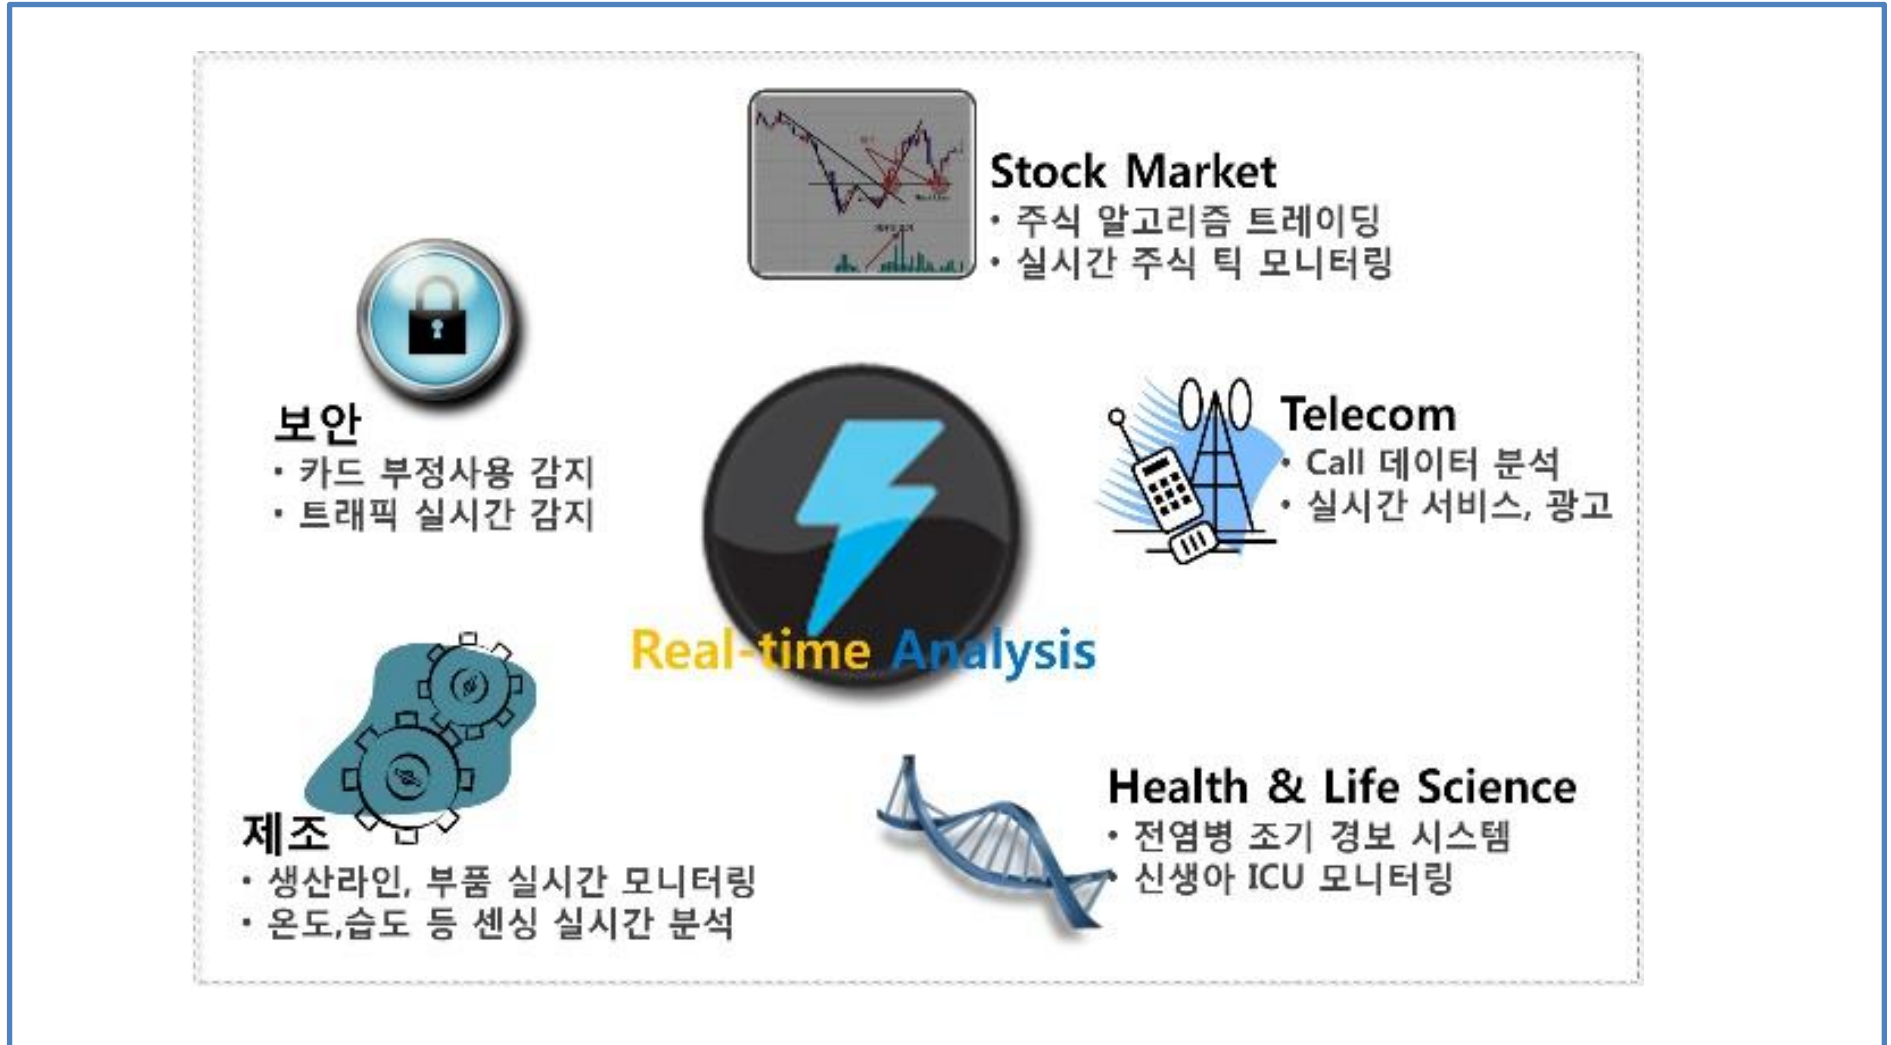 Stock Market
• 주식 알고리즘 트레이딩
• 실시간 주식 틱 모니터링
보안
• 카드 부정사용 감지
• 트래픽 실시간 감지
Telecom
• Call 데이터 분석
• 실시간 서비스, 광고
Real-time Analysis
제조
• 생산라인, 부품 실시간 모니터링
• 온도,습도 등 센싱 실시간 분석
Health & Life Science
• 전염병 조기 경보 시스템
• 신생아 ICU 모니터링